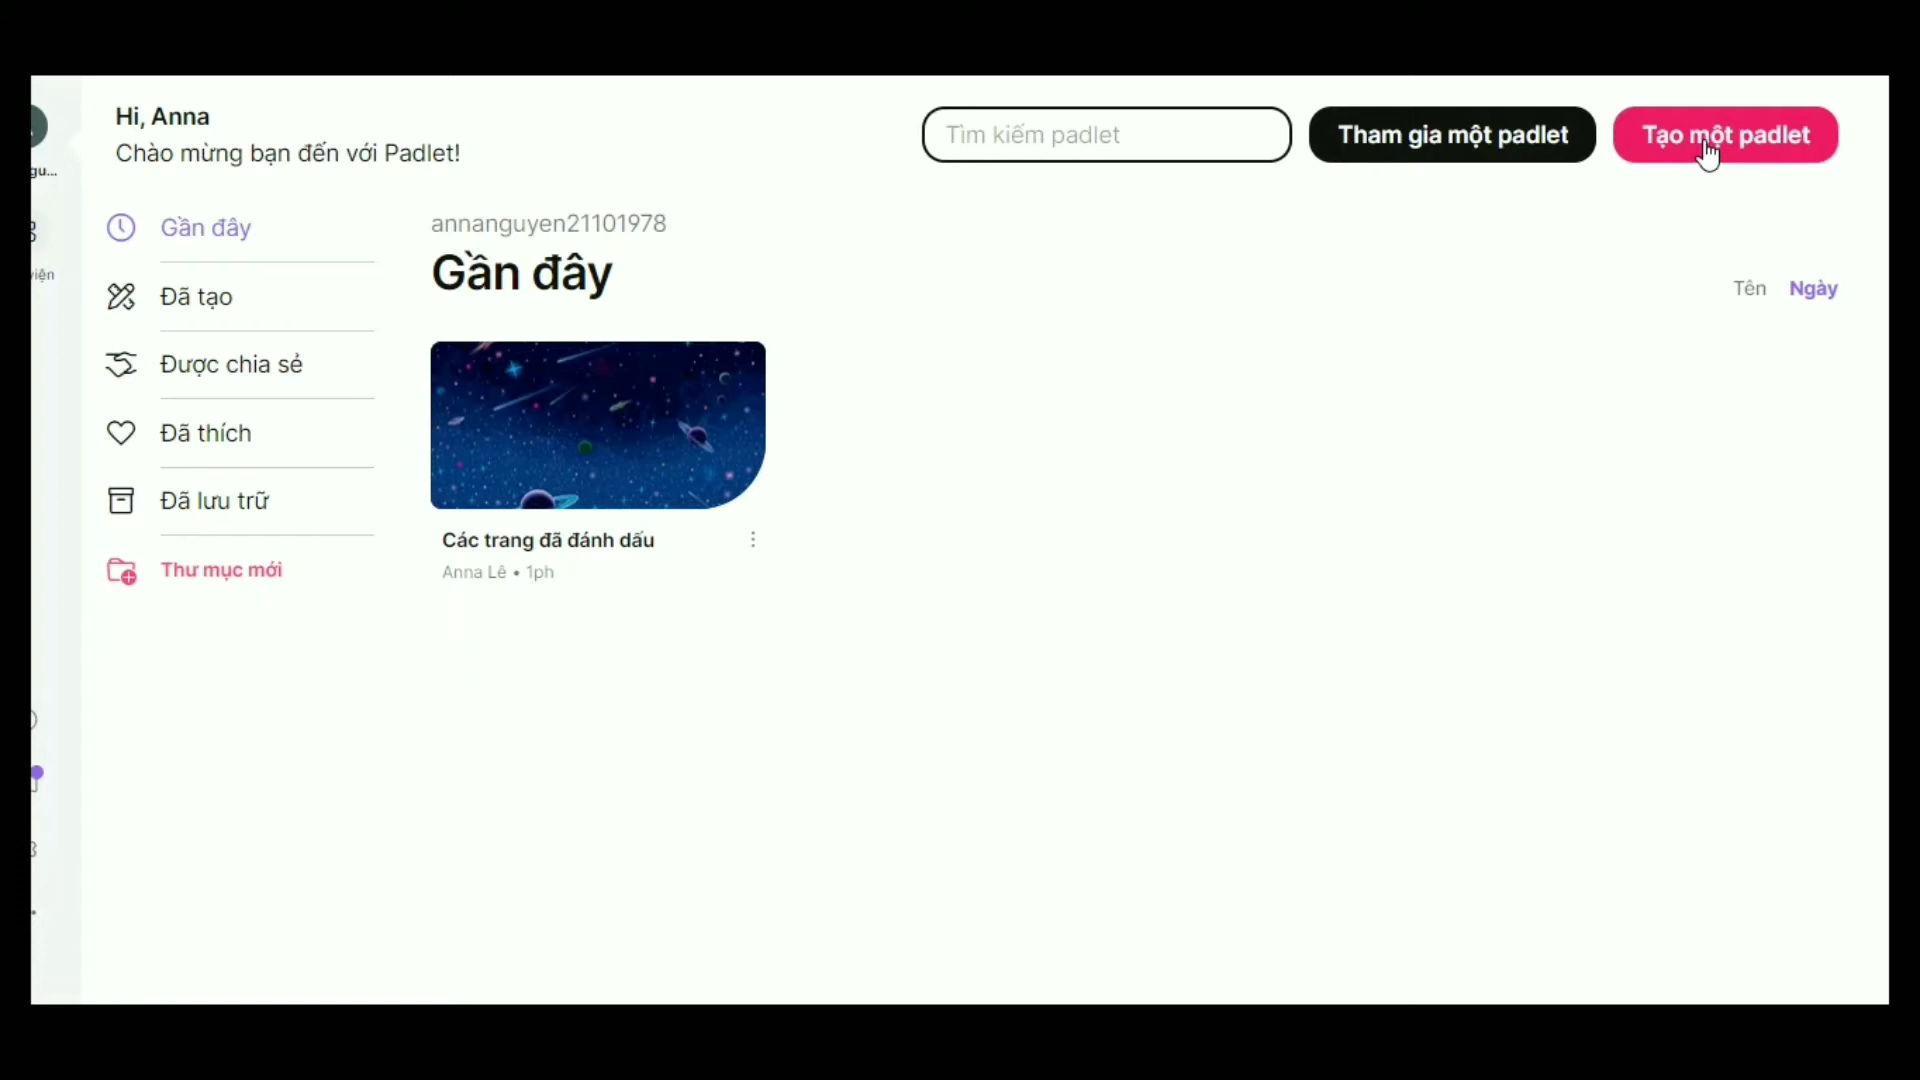 Hi, Anna
Chào mừng bạn đến với Padlet!
Tìm kiếm padlet
Tham gia một padlet
Tạo một padlet
gu...
viện
Gần đây
Đã tạo
Được chia sẻ
Đã thích
Đã lưu trữ
Thư mục mới
annanguyen21101978
Gần đây
Tên Ngày
Các trang đã đánh dấu
Anna Lê • 1ph